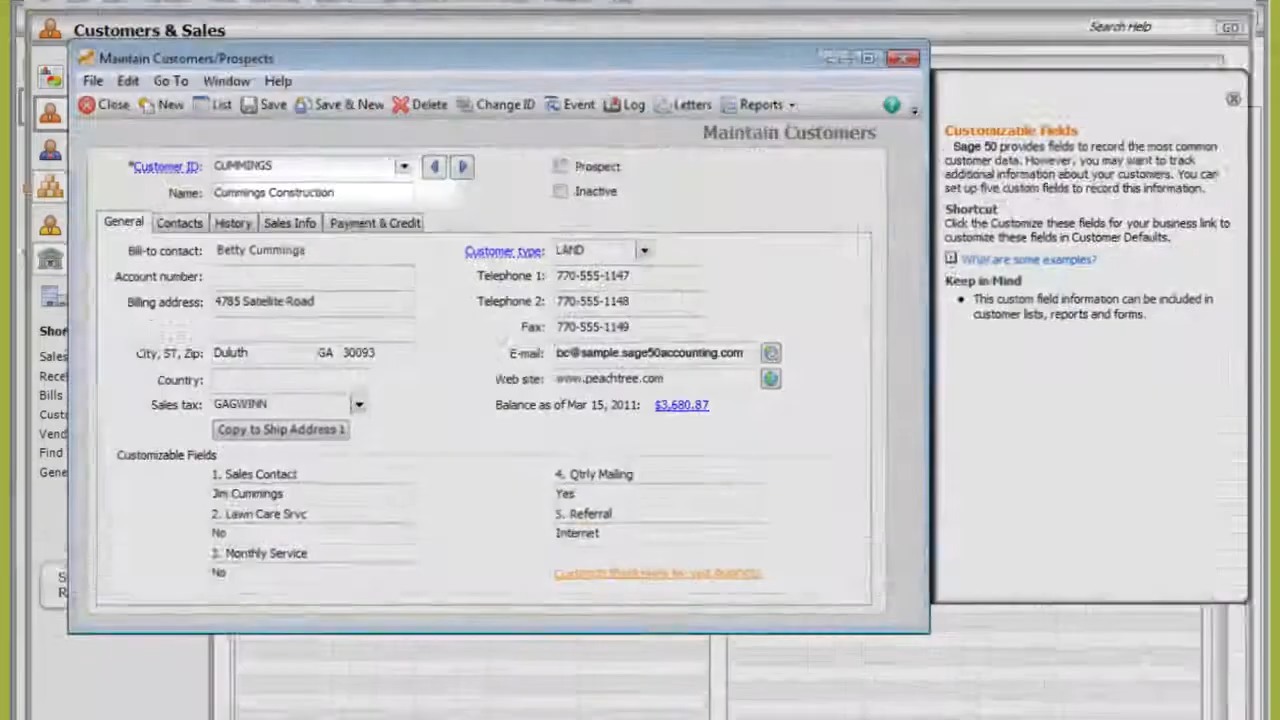 Customers & Sales
Search Help
GO
Maintain Customers/Prospects
File Edit Go To Window Help
Close New List Save Save & New Delete Change ID Event Log Letters Reports
Maintain Customers
*Customer ID: CUMMINGS
Prospect
Name: Cummings Construction
Inactive
General Contacts History Sales Info Payment & Credit
Bill-to contact: Betty Cummings
Customer type: LAND
Account number:
Telephone 1: 770-555-1147
Billing address: 4785 Satellite Road
Telephone 2: 770-555-1148
Fax: 770-555-1149
City, ST, Zip: Duluth GA 30093
E-mail: bc@sample.sage50accounting.com
Country:
Web site: www.peachtree.com
Sales tax: GAGWINN
Balance as of Mar 15, 2011: $3,680.87
Copy to Ship Address 1
Customizable Fields
1. Sales Contact
4. Qtrly Mailing
Jim Cummings
Yes
2. Lawn Care Srvc
5. Referral
No
Internet
3. Monthly Service
No
Customize these fields for your business
Customizable Fields
Sage 50 provides fields to record the most common
customer data. However, you may want to track
additional information about your customers. You can
set up five custom fields to record this information.
Shortcut
Click the Customize these fields for your business link to
customize these fields in Customer Defaults.
What are some examples?
Keep in Mind
• This custom field information can be included in
customer lists, reports and forms.
Shor
Sales
Rece
Bills
Custo
Vend
Find
Gene
S
R